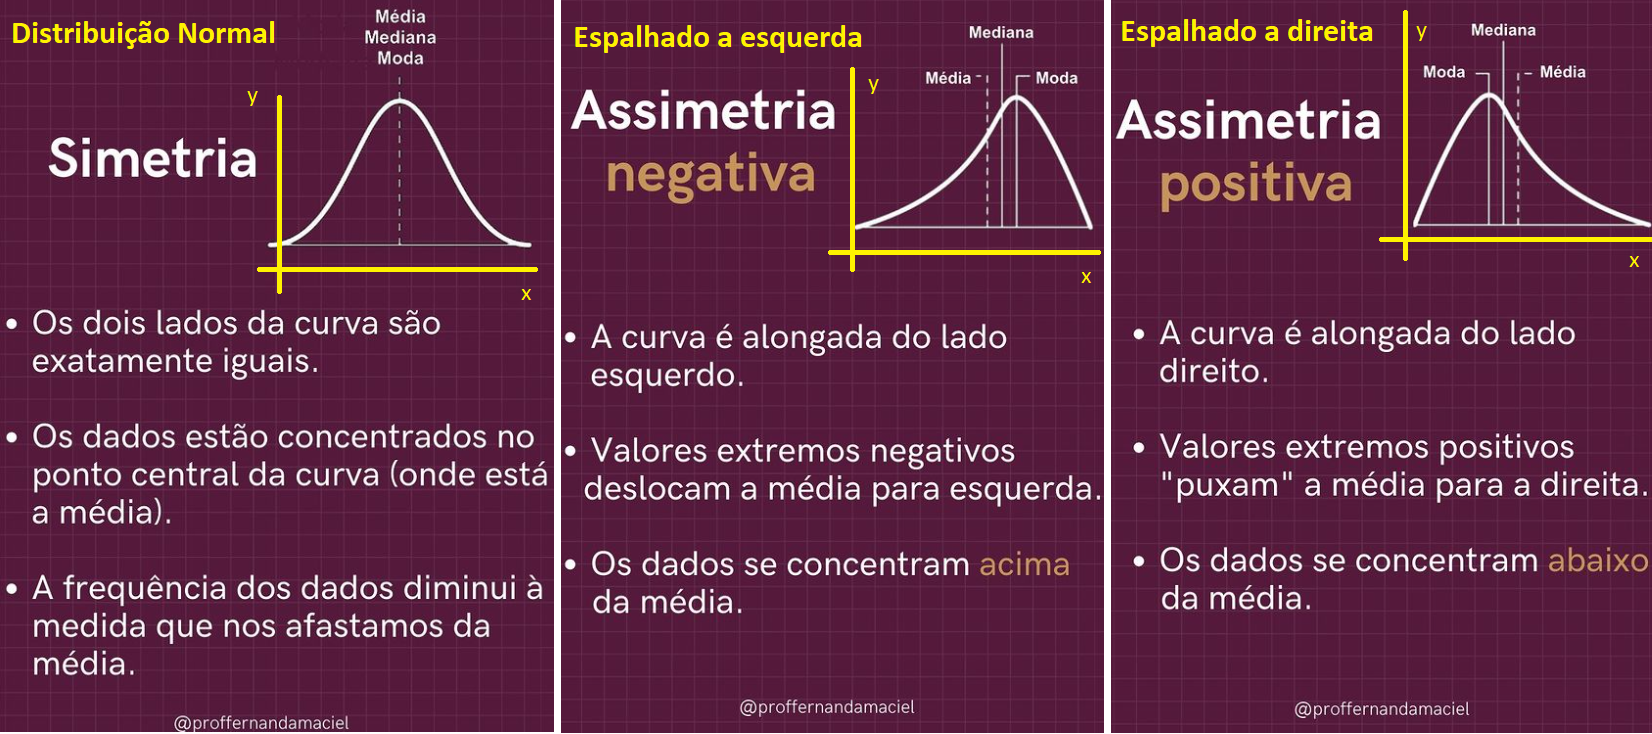 Distribuição Normal
Média
Mediana
Moda
y
Simetria
x
• Os dois lados da curva são
exatamente iguais.
• Os dados estão concentrados no
ponto central da curva (onde está
a média).
• A frequência dos dados diminui à
medida que nos afastamos da
média.
@proffernandamaciel
Espalhado a esquerda
Mediana
Média
Moda
y
Assimetria
negativa
x
• A curva é alongada do lado
esquerdo.
• Valores extremos negativos
deslocam a média para esquerda.
• Os dados se concentram acima
da média.
@proffernandamaciel
Espalhado a direita
y
Mediana
Moda
Média
Assimetria
positiva
x
• A curva é alongada do lado
direito.
• Valores extremos positivos
"puxam" a média para a direita.
• Os dados se concentram abaixo
da média.
@proffernandamaciel